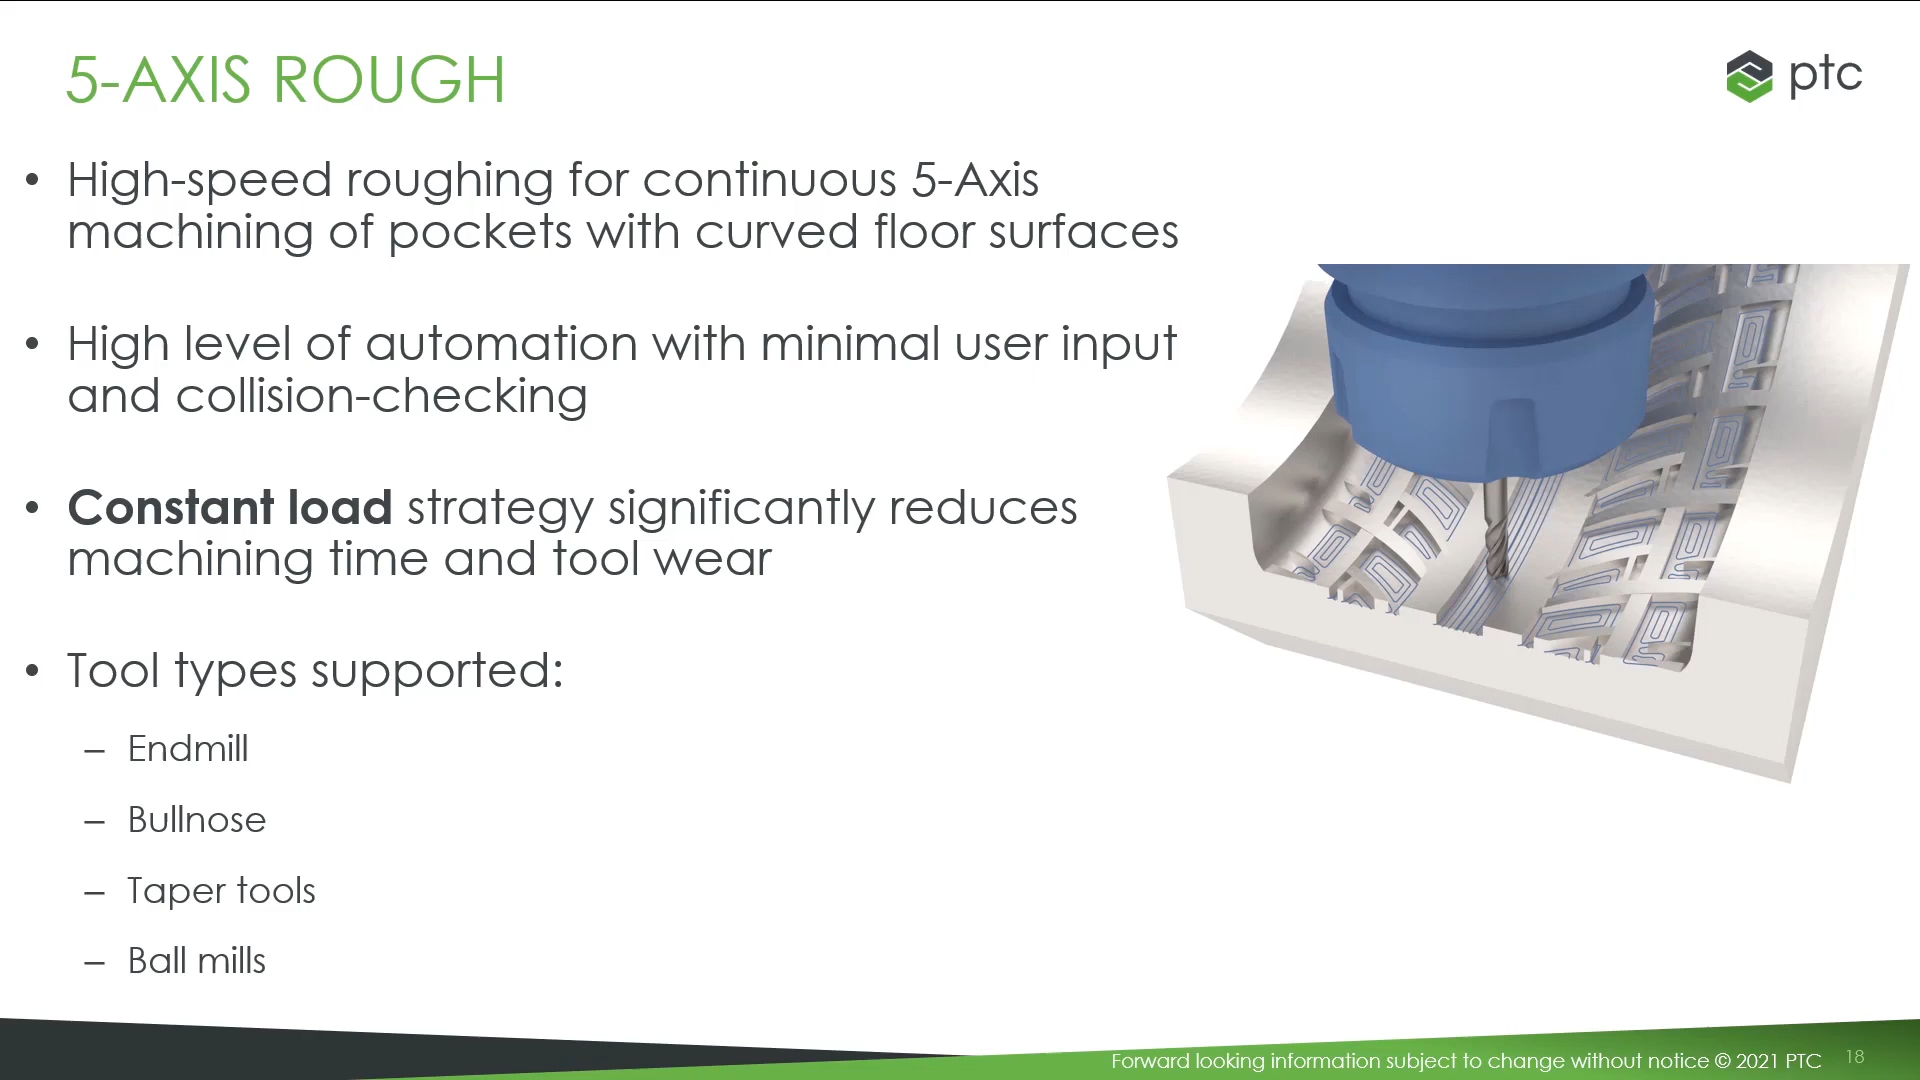 5-AXIS ROUGH
ptc
• High-speed roughing for continuous 5-Axis
machining of pockets with curved floor surfaces
• High level of automation with minimal user input
and collision-checking
• Constant load strategy significantly reduces
machining time and tool wear
• Tool types supported:
– Endmill
– Bullnose
– Taper tools
– Ball mills
Forward looking information subject to change without notice © 2021 PTC 18